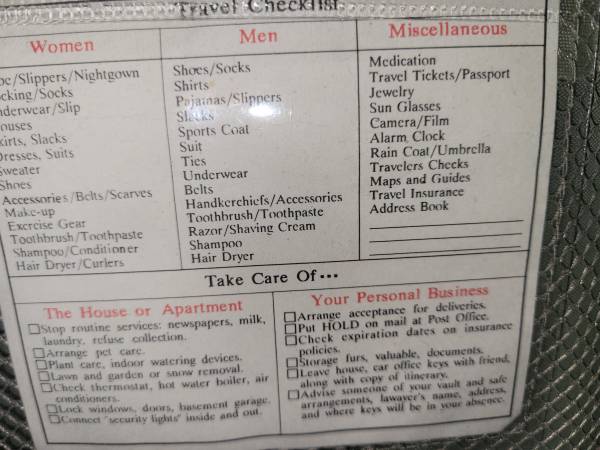 Travel Checklist
Women
Men
Miscellaneous
/Slippers/Nightgown
/Socks
/Slip
Slacks
Dresses, Suits
Sweater
Shoes
Accessories/Belts/Scarves
Make-up
Exercise Gear
Toothbrush/Toothpaste
Shampoo/Conditioner
Hair Dryer/Curlers
Shoes/Socks
Shirts
Pajamas/Slippers
Slacks
Sports Coat
Suit
Ties
Underwear
Belts
Handkerchiefs/Accessories
Toothbrush/Toothpaste
Razor/Shaving Cream
Shampoo
Hair Dryer
Medication
Travel Tickets/Passport
Jewelry
Sun Glasses
Camera/Film
Alarm Clock
Rain Coat/Umbrella
Travelers Checks
Maps and Guides
Travel Insurance
Address Book
Take Care Of...
The House or Apartment
☐Stop routine services: newspapers, milk,
laundry, refuse collection.
☐Arrange pet care.
☐Plant care, indoor watering devices.
☐Lawn and garden or snow removal.
☐Check thermostat, hot water boiler, air
conditioners.
☐Lock windows, doors, basement garage.
☐Connect "security lights" inside and out.
Your Personal Business
☐Arrange acceptance for deliveries.
☐Put HOLD on mail at Post Office.
☐Check expiration dates on insurance
policies.
☐Storage furs, valuable, documents.
☐Leave house, car office keys with friend,
along with copy of itinerary.
☐Advise someone of your vault and safe
arrangements, lawayer's name, address,
and where keys will be in your absence.